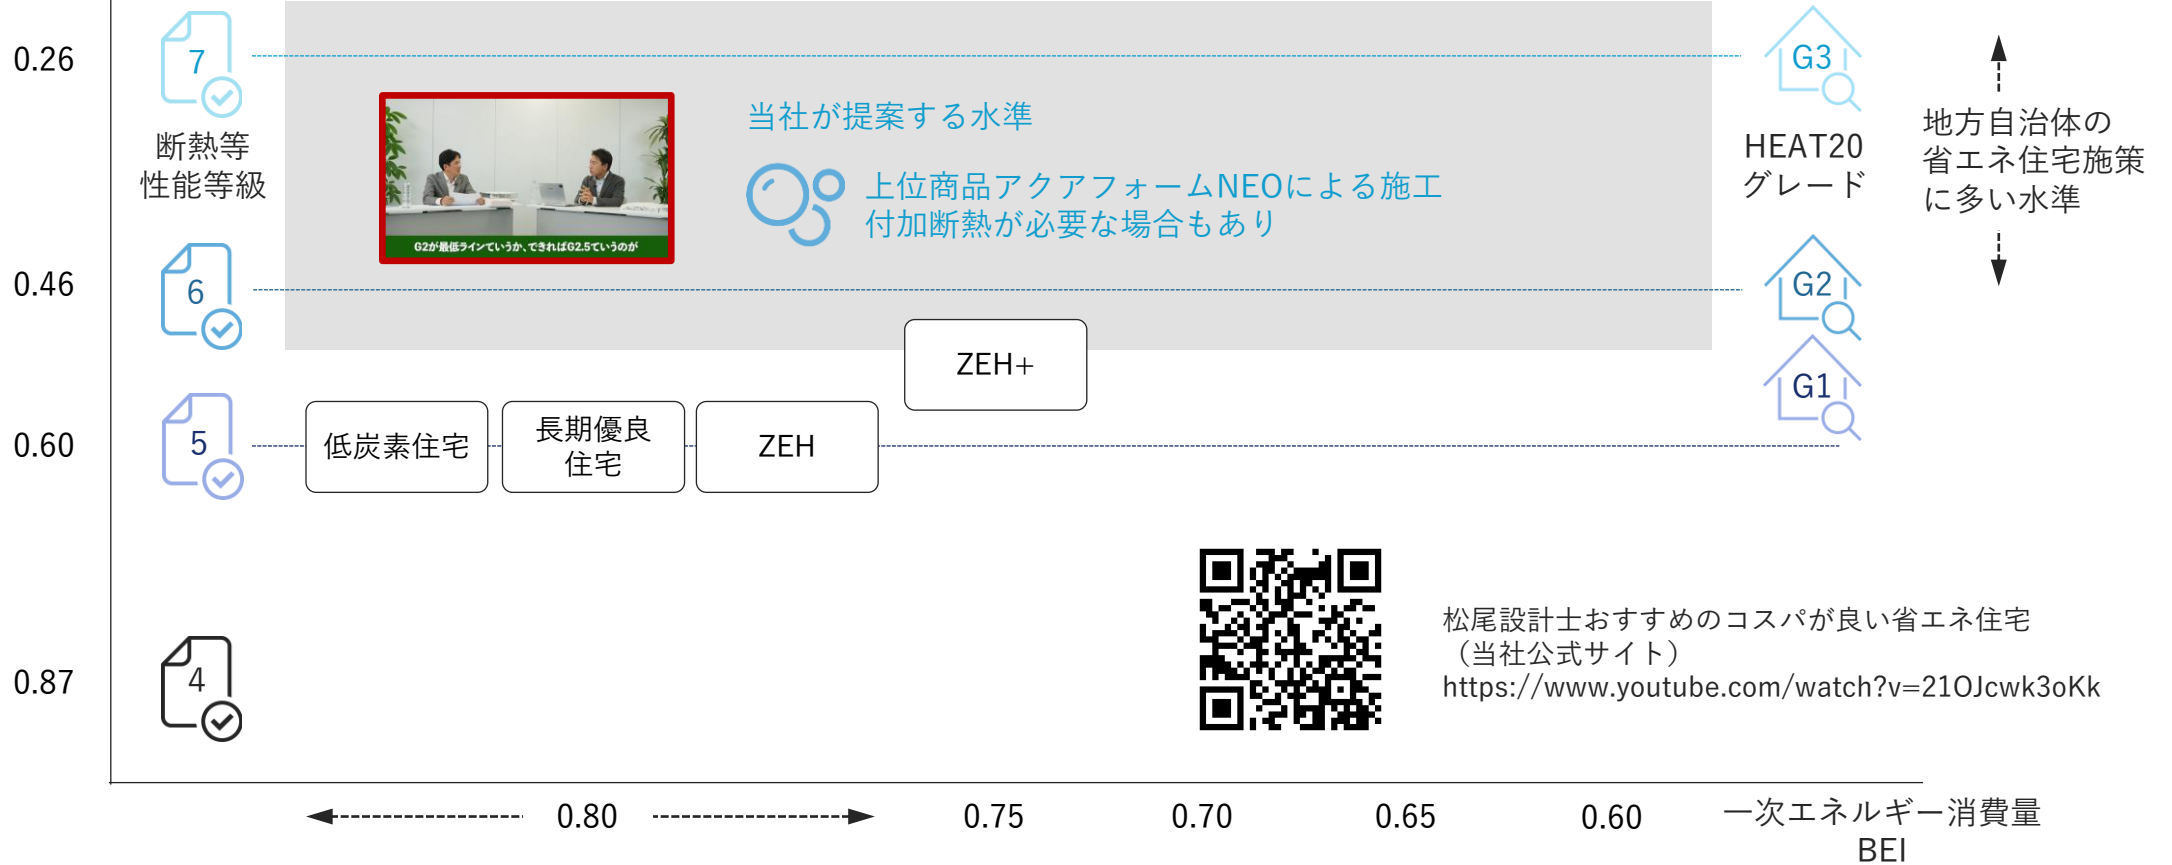 0.26
7
G3
断熱等
性能等級
当社が提案する水準
上位商品アクアフォームNEOによる施工
付加断熱が必要な場合もあり
G2が最低ラインていうか、できればG2.5ていうのが
HEAT20
グレード
地方自治体の
省エネ住宅施策
に多い水準
0.46
6
G2
ZEH+
G1
0.60
5
低炭素住宅
長期優良
住宅
ZEH
0.87
4
松尾設計士おすすめのコスパが良い省エネ住宅
（当社公式サイト）
https://www.youtube.com/watch?v=21OJcwk3oKk
0.80
0.75
0.70
0.65
0.60
一次エネルギー消費量
BEI